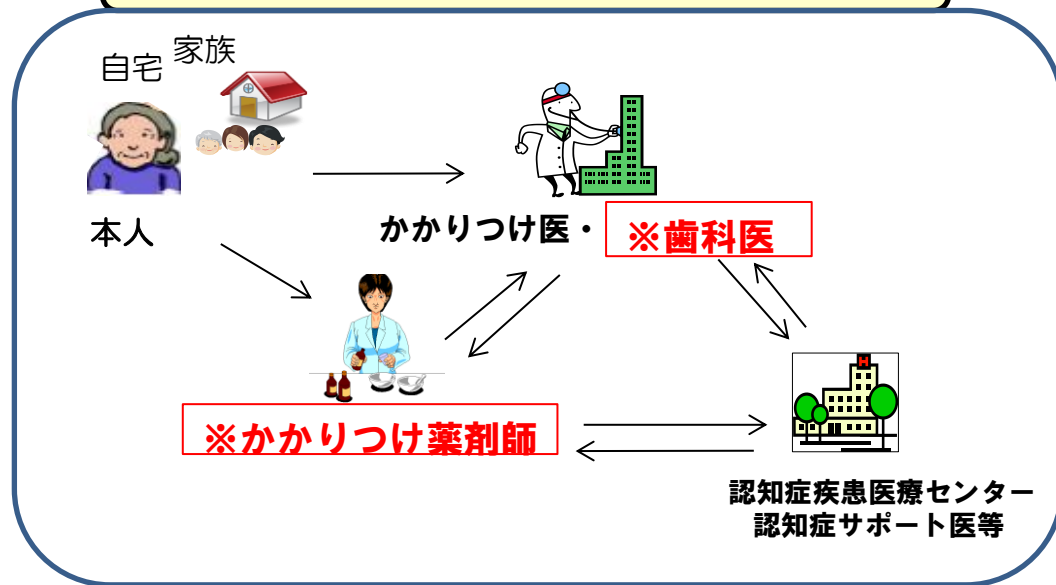 自宅
家族
本人
かかりつけ医・
※歯科医
※かかりつけ薬剤師
H
認知症疾患医療センター
認知症サポート医等